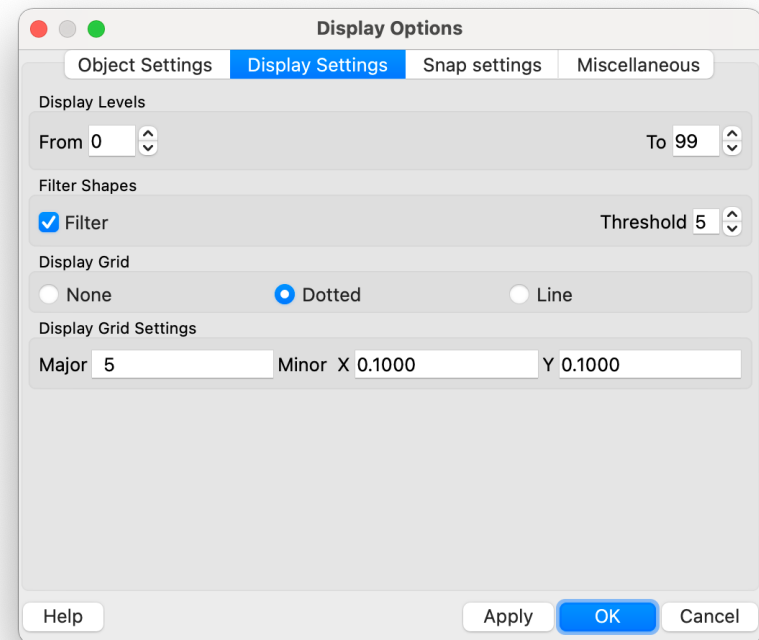 Display Options
Object Settings Display Settings Snap settings Miscellaneous
Display Levels
From 0 To 99
Filter Shapes
Filter Threshold 5
Display Grid
None Dotted Line
Display Grid Settings
Major 5 Minor X 0.1000 Y 0.1000
Help Apply OK Cancel